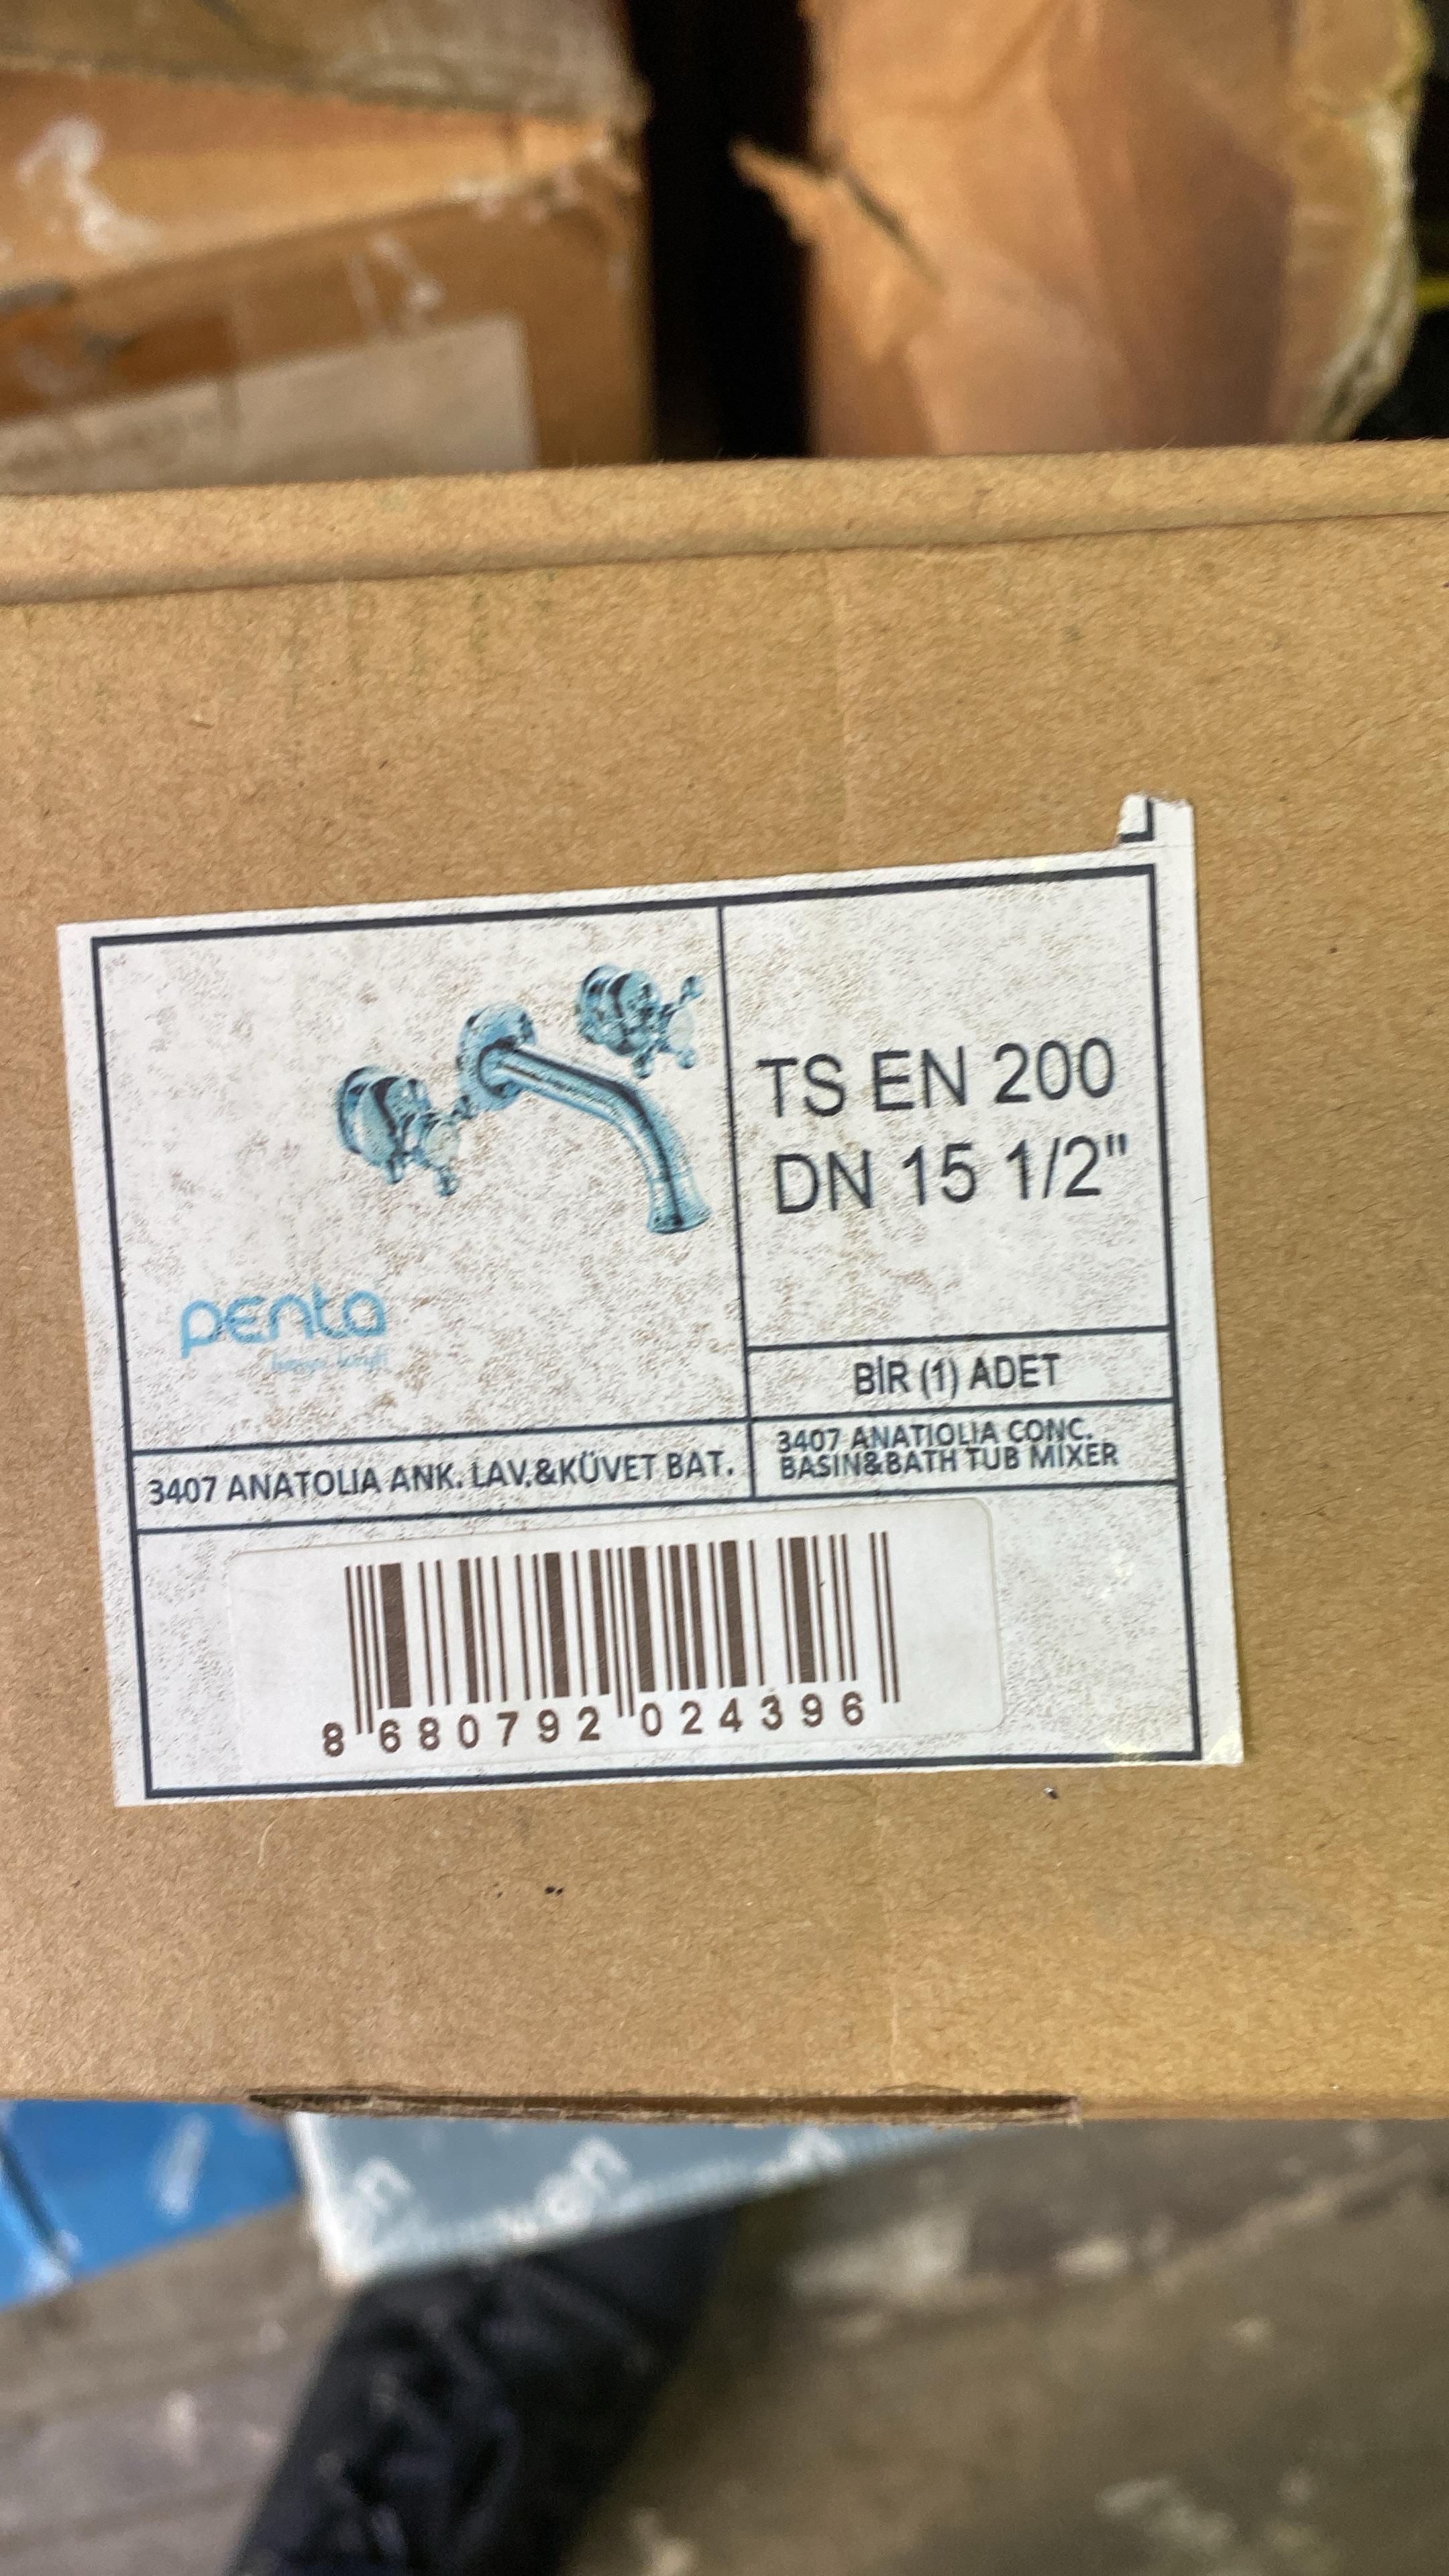 TS EN 200
DN 15 1/2"
penta
BİR (1) ADET
3407 ANATOLIA ANK. LAV.&KÜVET BAT.
3407 ANATIOLIA CONC.
BASIN&BATH TUB MIXER
8 680792 024396